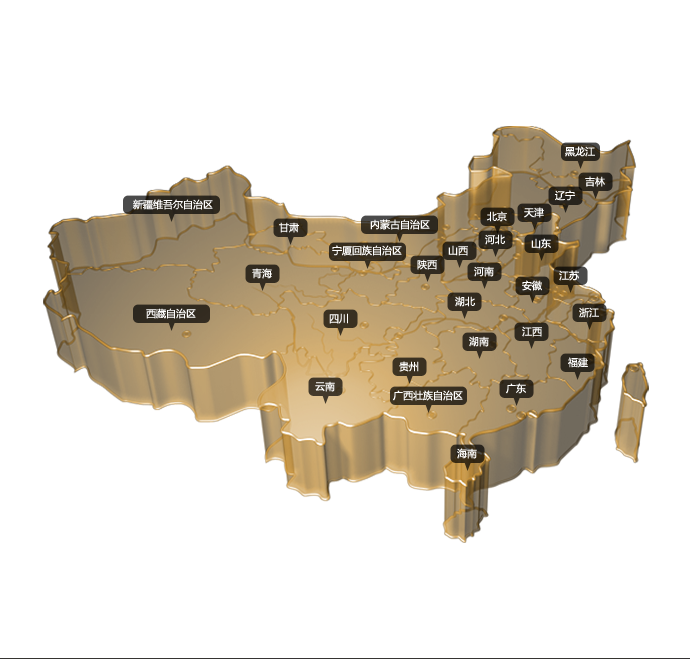 黑龙江
吉林
辽宁
新疆维吾尔自治区
北京
天津
甘肃
内蒙古自治区
河北
山东
宁厦回族自治区
山西
陕西
青海
河南
江苏
安徽
湖北
西藏自治区
四川
浙江
江西
湖南
福建
贵州
云南
广东
广西壮族自治区
海南